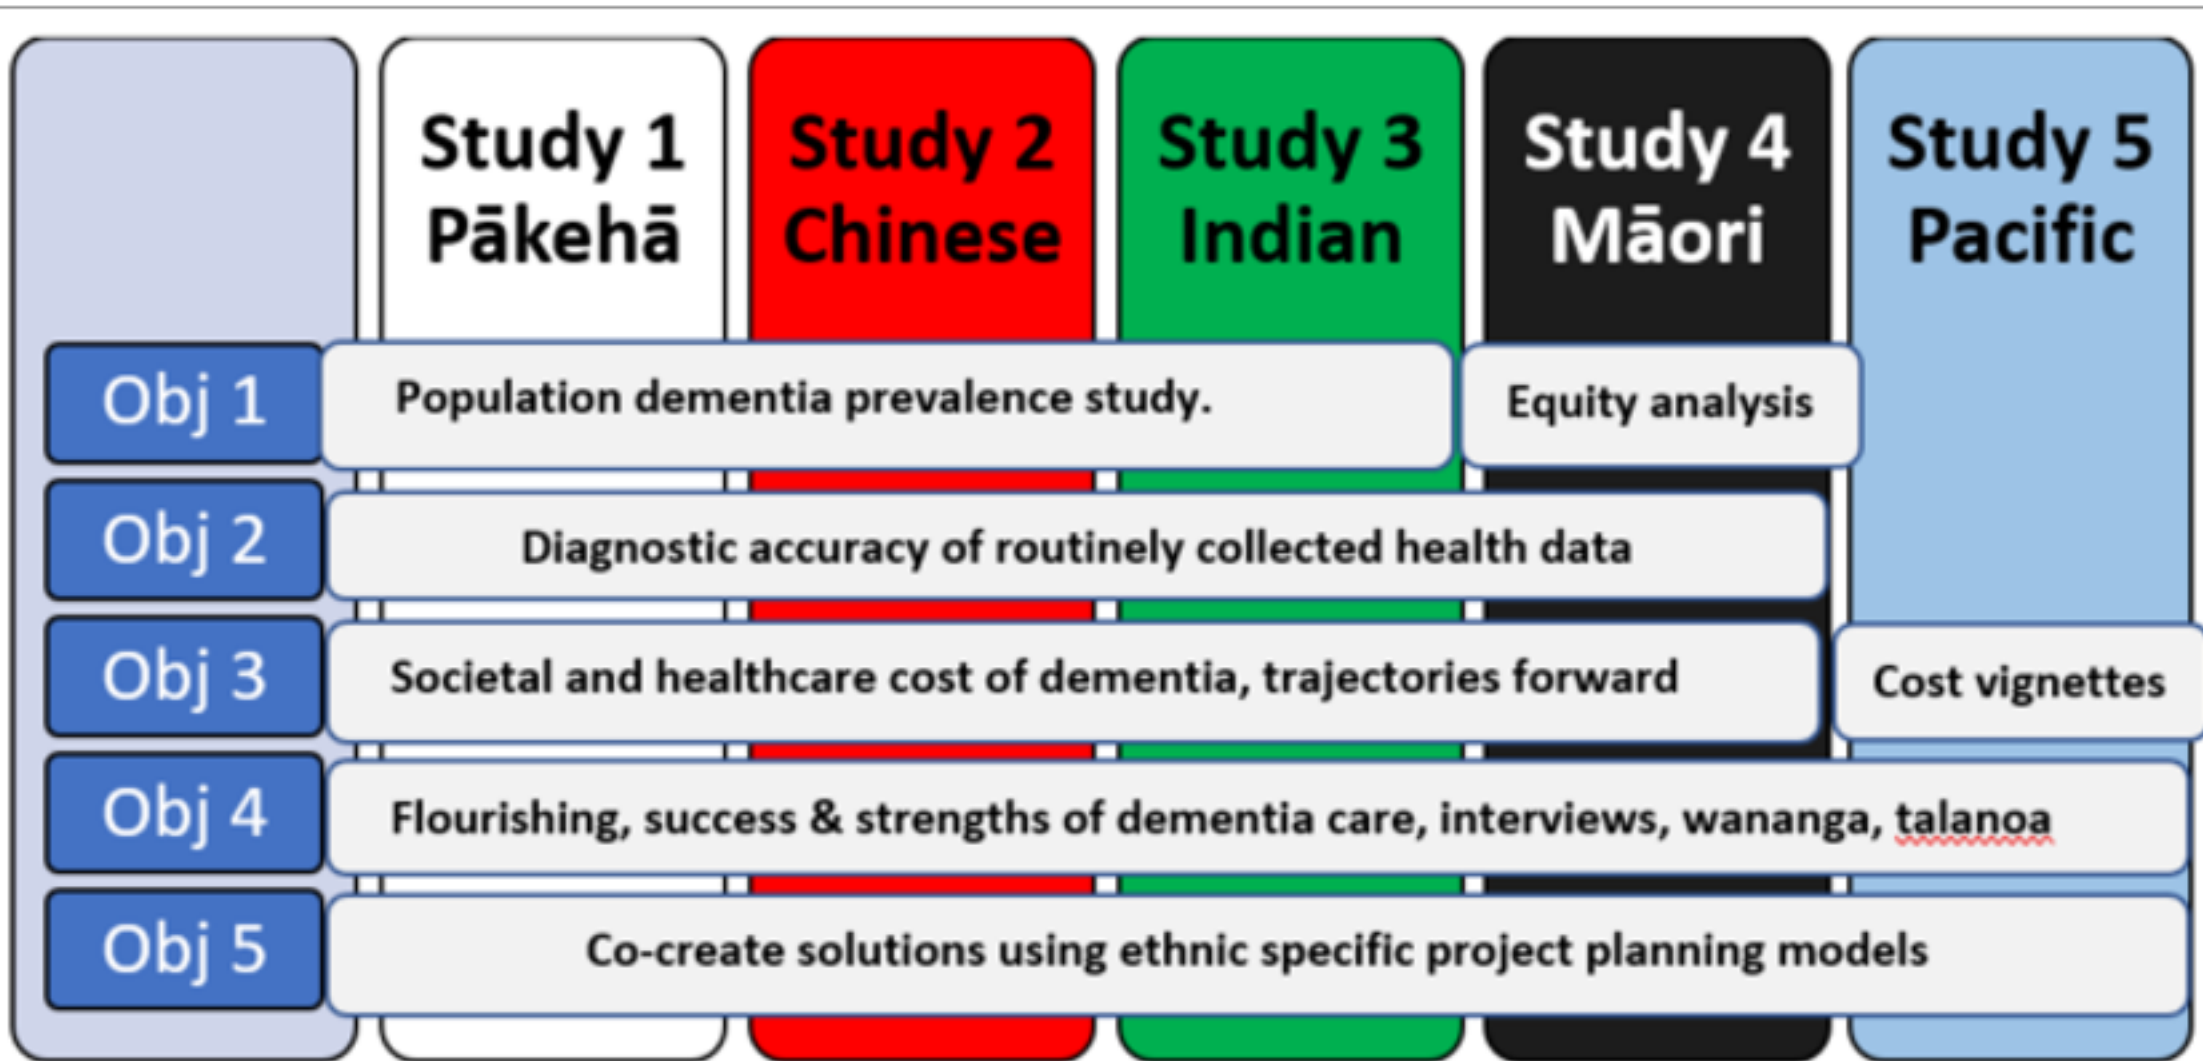 Study 1
Pākehā
Study 2
Chinese
Study 3
Indian
Study 4
Māori
Study 5
Pacific
Obj 1
Population dementia prevalence study.
Equity analysis
Obj 2
Diagnostic accuracy of routinely collected health data
Obj 3
Societal and healthcare cost of dementia, trajectories forward
Cost vignettes
Obj 4
Flourishing, success & strengths of dementia care, interviews, wananga, talanoa
Obj 5
Co-create solutions using ethnic specific project planning models